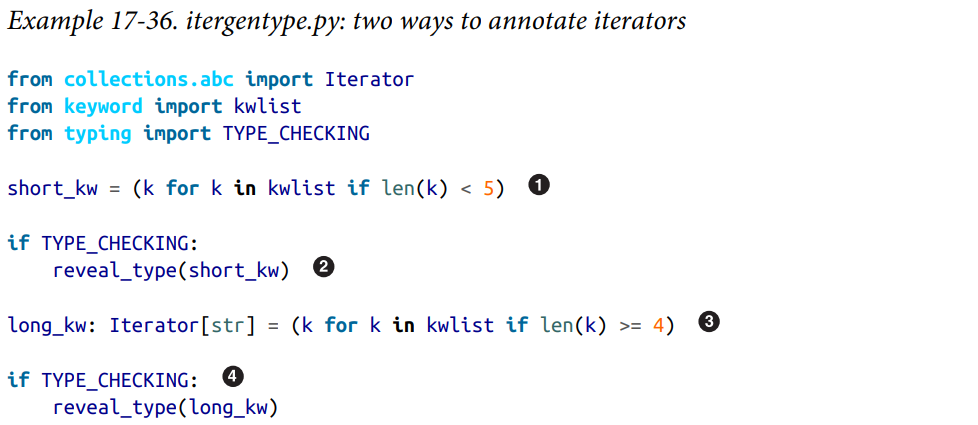 Example 17-36. itergentype.py: two ways to annotate iterators
from collections.abc import Iterator
from keyword import kwlist
from typing import TYPE_CHECKING
short_kw = (k for k in kwlist if len(k) < 5) ❶
if TYPE_CHECKING:
    reveal_type(short_kw) ❷
long_kw: Iterator[str] = (k for k in kwlist if len(k) >= 4) ❸
if TYPE_CHECKING: ❹
    reveal_type(long_kw)